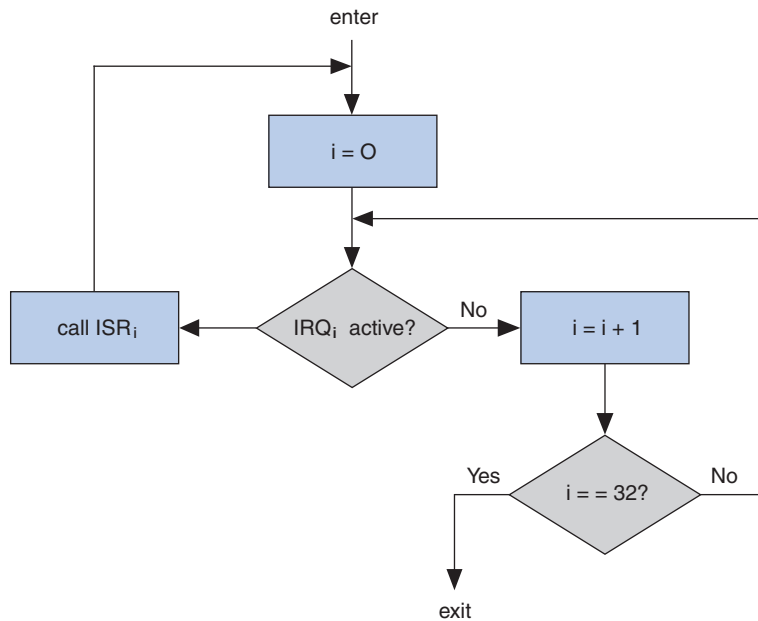 enter
i = O
call ISRi
IRQi active?
No
i = i + 1
Yes
i = = 32?
No
exit